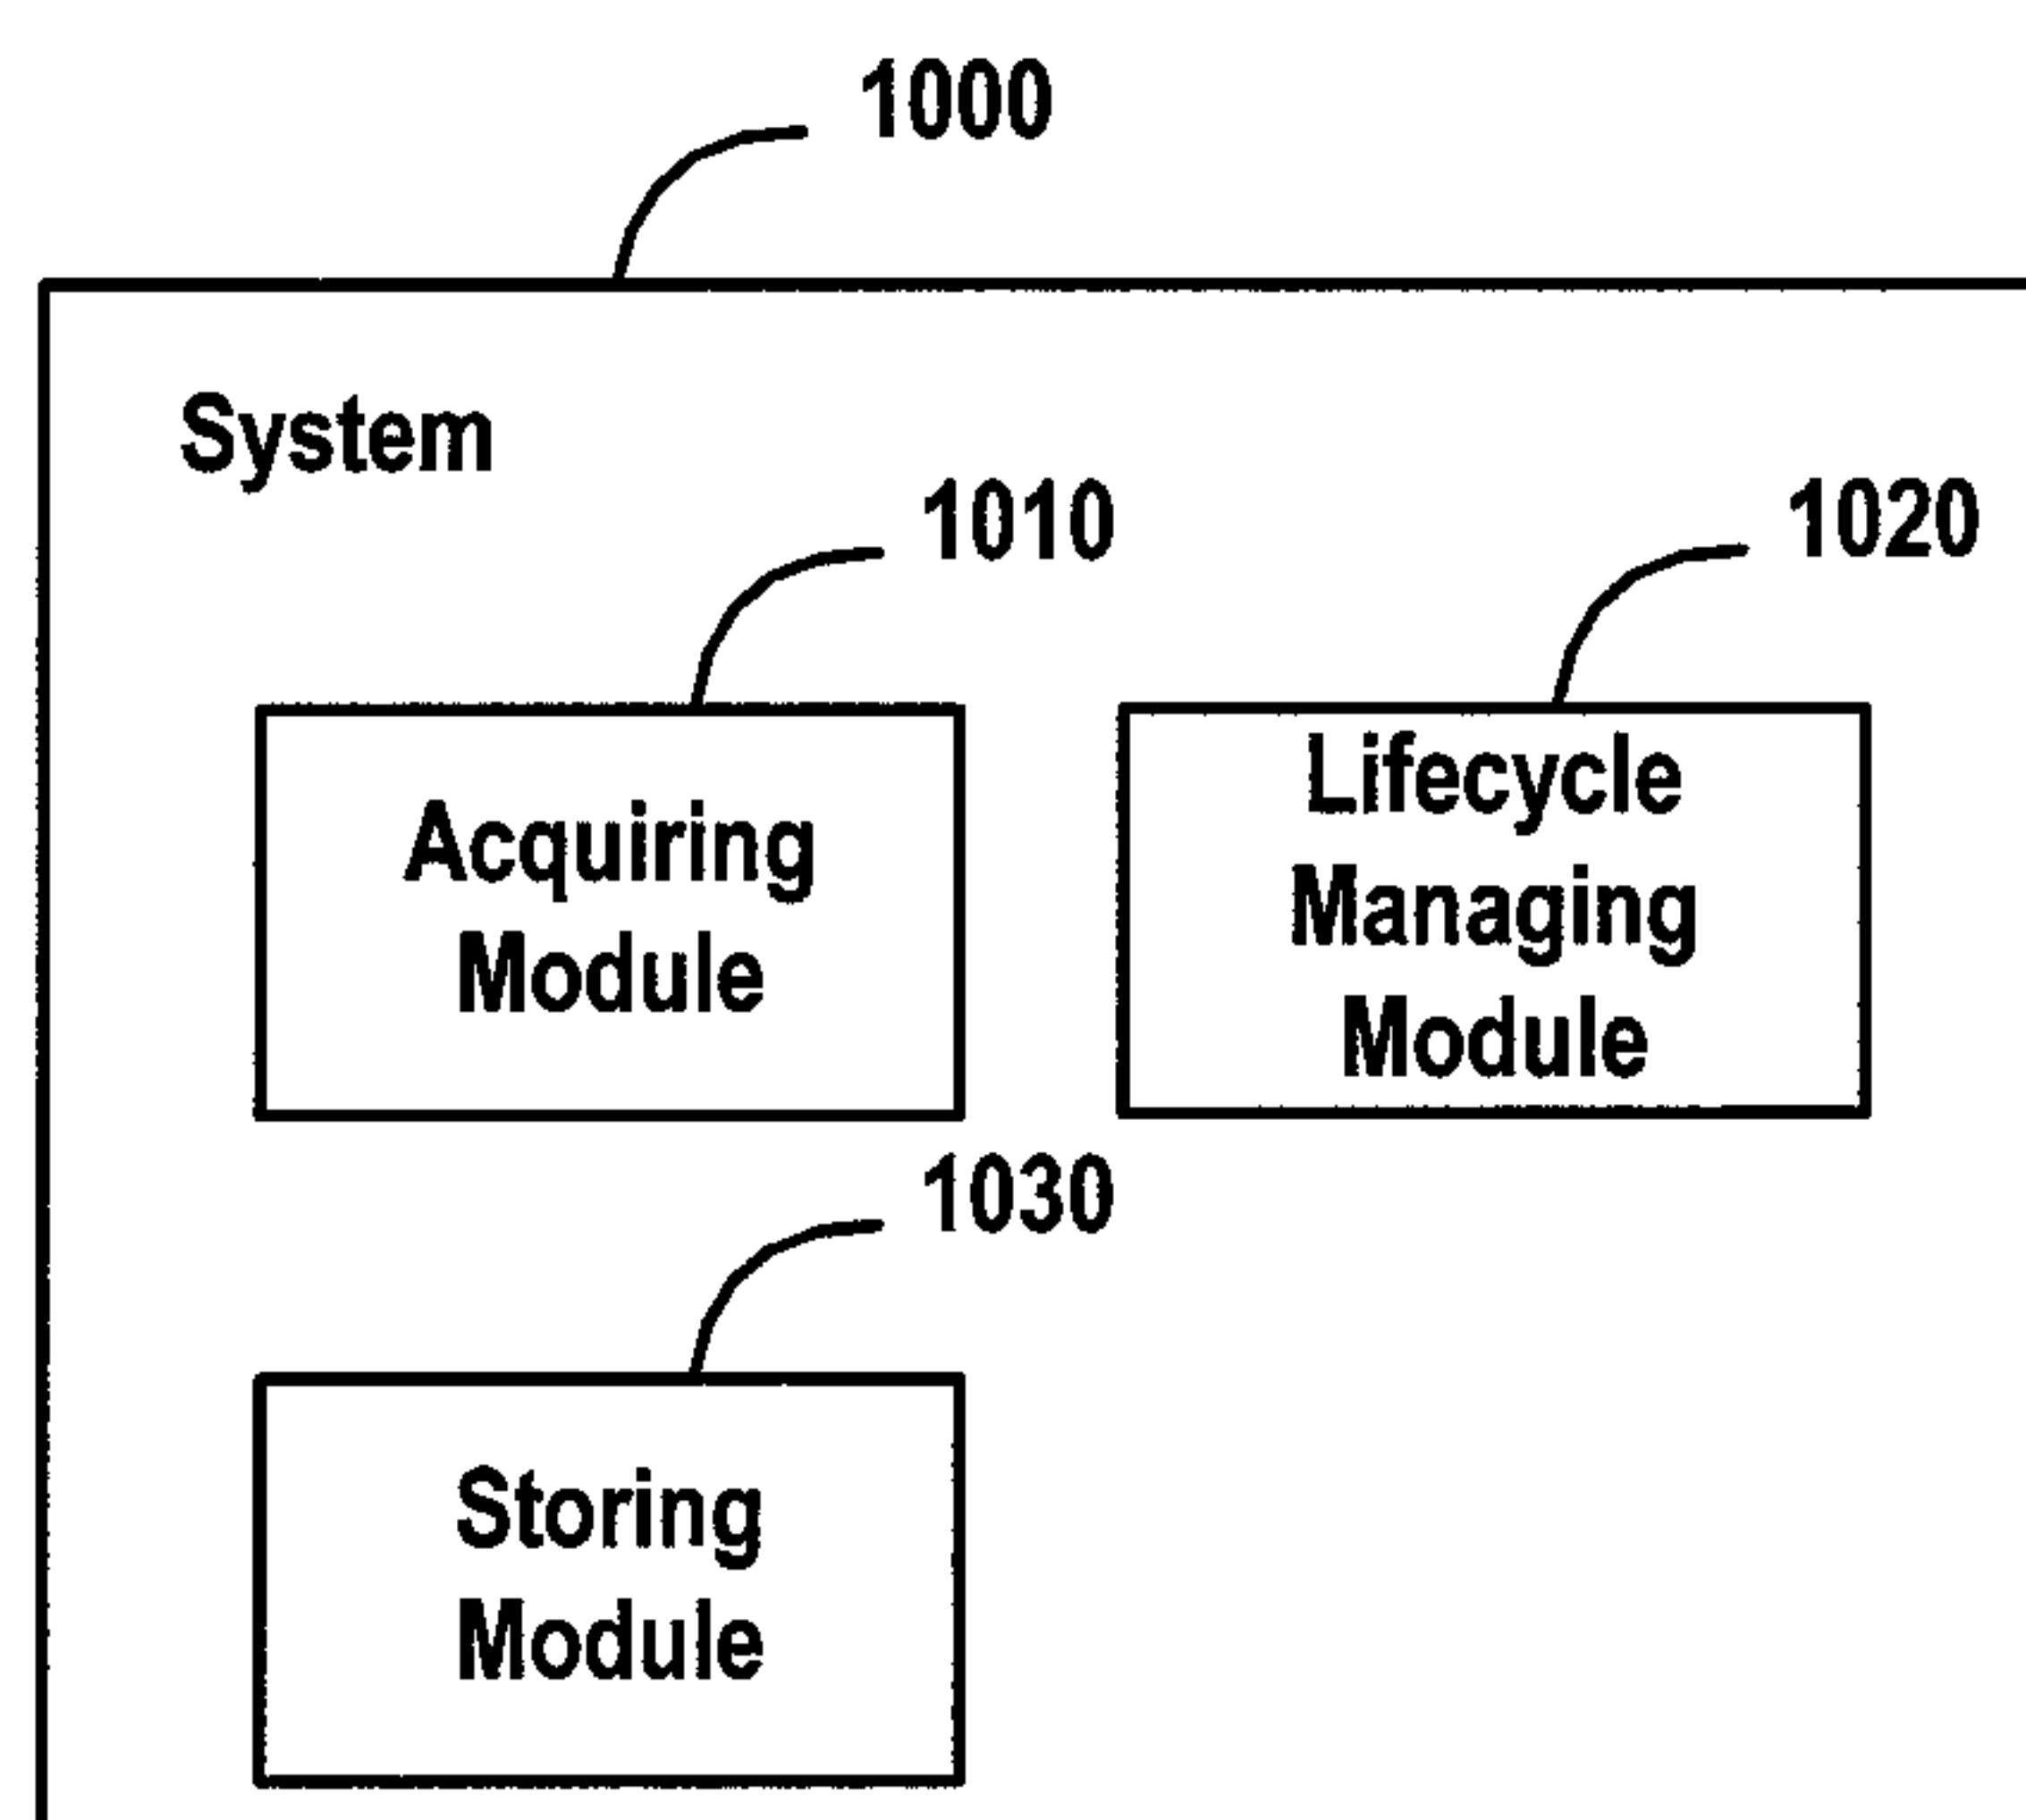 1000
System
1010
1020
Acquiring
Module
Lifecycle
Managing
Module
1030
Storing
Module